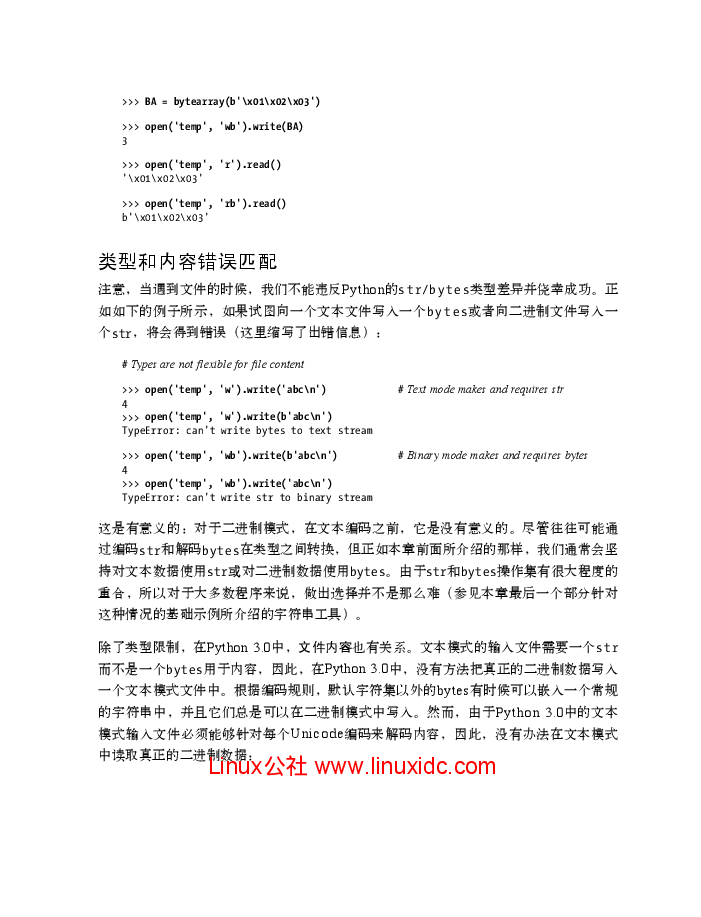 >>> BA = bytearray(b'\x01\x02\x03')
>>> open('temp', 'wb').write(BA)
3
>>> open('temp', 'r').read()
'\x01\x02\x03'
>>> open('temp', 'rb').read()
b'\x01\x02\x03'
类型和内容错误匹配
注意，当遇到文件的时候，我们不能违反Python的str/bytes类型差异并侥幸成功。正
如如下的例子所示，如果试图向一个文本文件写入一个bytes或者向二进制文件写入一
个str，将会得到错误（这里缩写了出错信息）：
# Types are not flexible for file content
>>> open('temp', 'w').write('abc\n') # Text mode makes and requires str
4
>>> open('temp', 'w').write(b'abc\n')
TypeError: can't write bytes to text stream
>>> open('temp', 'wb').write(b'abc\n') # Binary mode makes and requires bytes
4
>>> open('temp', 'wb').write('abc\n')
TypeError: can't write str to binary stream
这是有意义的：对于二进制模式，在文本编码之前，它是没有意义的。尽管往往可能通
过编码str和解码bytes在类型之间转换，但正如本章前面所介绍的那样，我们通常会坚
持对文本数据使用str或对二进制数据使用bytes。由于str和bytes操作集有很大程度的
重合，所以对于大多数程序来说，做出选择并不是那么难（参见本章最后一个部分针对
这种情况的基础示例所介绍的字符串工具）。
除了类型限制，在Python 3.0中，文件内容也有关系。文本模式的输入文件需要一个str
而不是一个bytes用于内容，因此，在Python 3.0中，没有方法把真正的二进制数据写入
一个文本模式文件中。根据编码规则，默认字符集以外的bytes有时候可以嵌入一个常规
的字符串中，并且它们总是可以在二进制模式中写入。然而，由于Python 3.0中的文本
模式输入文件必须能够针对每个Unicode编码来解码内容，因此，没有办法在文本模式
中读取真正的二进制数据：
Linux公社 www.linuxidc.com